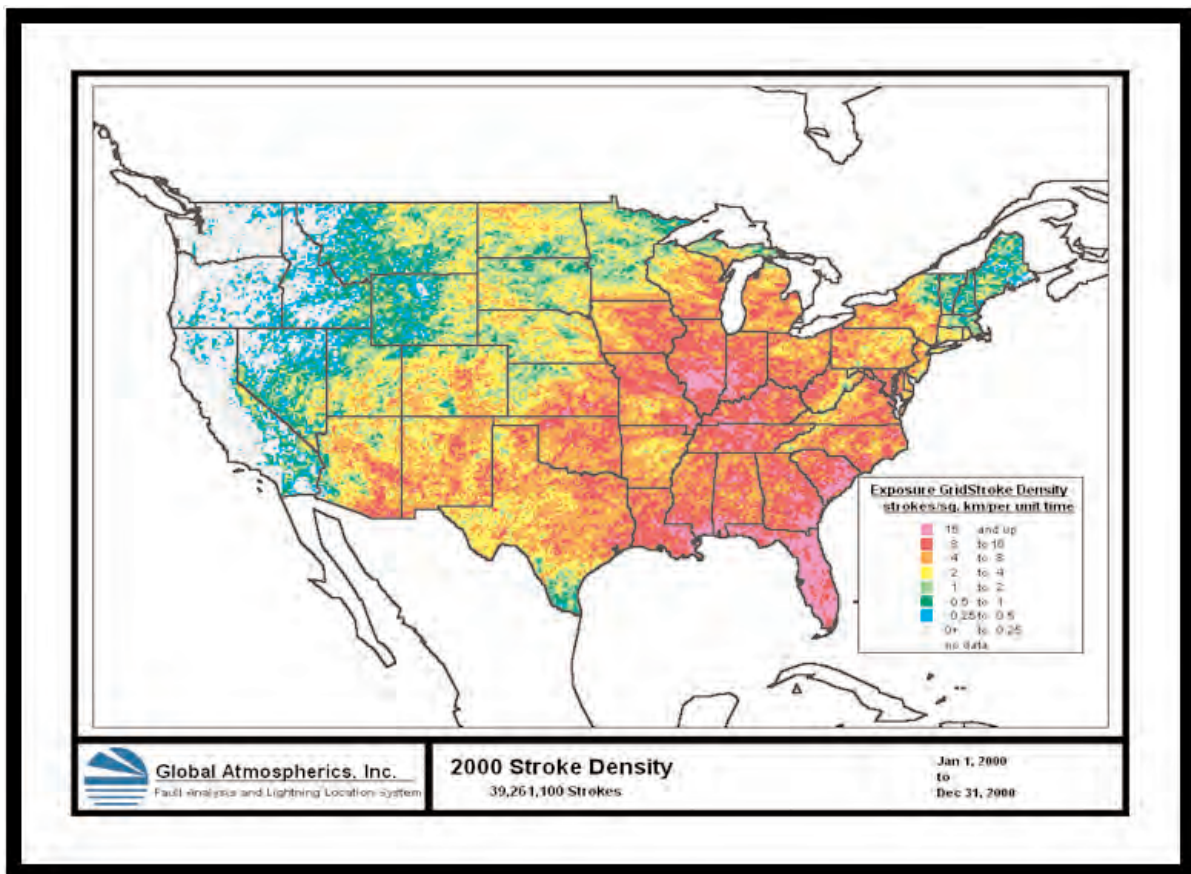 Exposure GridStroke Density
strokes/sq. km/per unit time
16 and up
8 to 16
4 to 8
2 to 4
1 to 2
0.5 to 1
0.25 to 0.5
0+ to 0.25
no data
Global Atmospherics, Inc.
Fault Analysis and Lightning Location System
2000 Stroke Density
39,261,100 Strokes
Jan 1, 2000
to
Dec 31, 2000